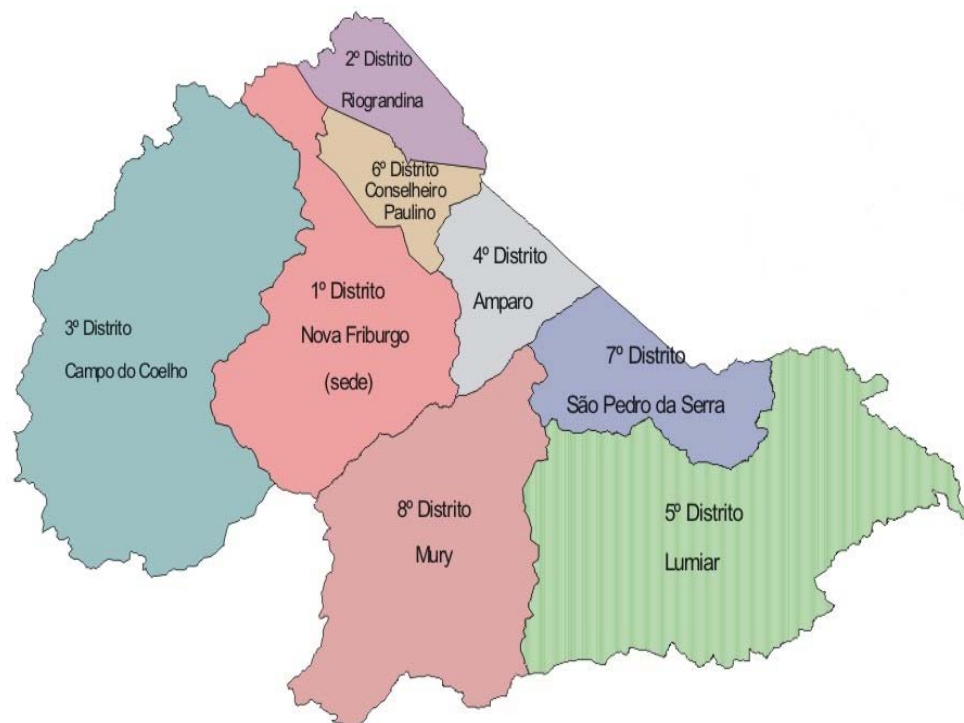 2º Distrito
Riograndina
6º Distrito
Conselheiro
Paulino
4º Distrito
Amparo
1º Distrito
Nova Friburgo
(sede)
3º Distrito
Campo do Coelho
7º Distrito
São Pedro da Serra
8º Distrito
Mury
5º Distrito
Lumiar